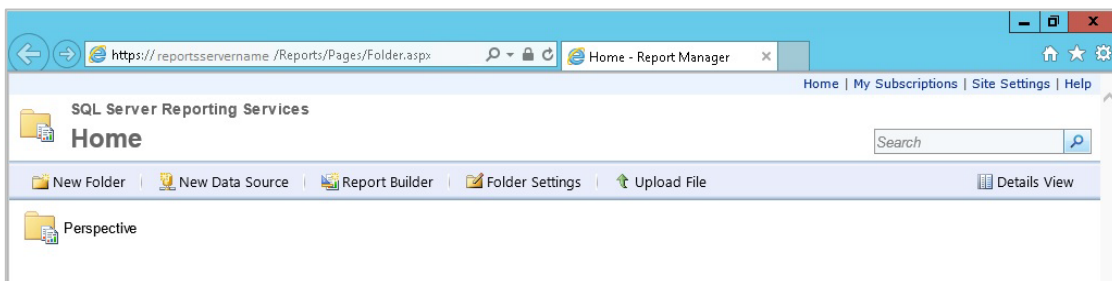 https:// reportsservername /Reports/Pages/Folder.aspx
Home - Report Manager
Home | My Subscriptions | Site Settings | Help
SQL Server Reporting Services
Home
Search
New Folder | New Data Source | Report Builder | Folder Settings | Upload File
Details View
Perspective